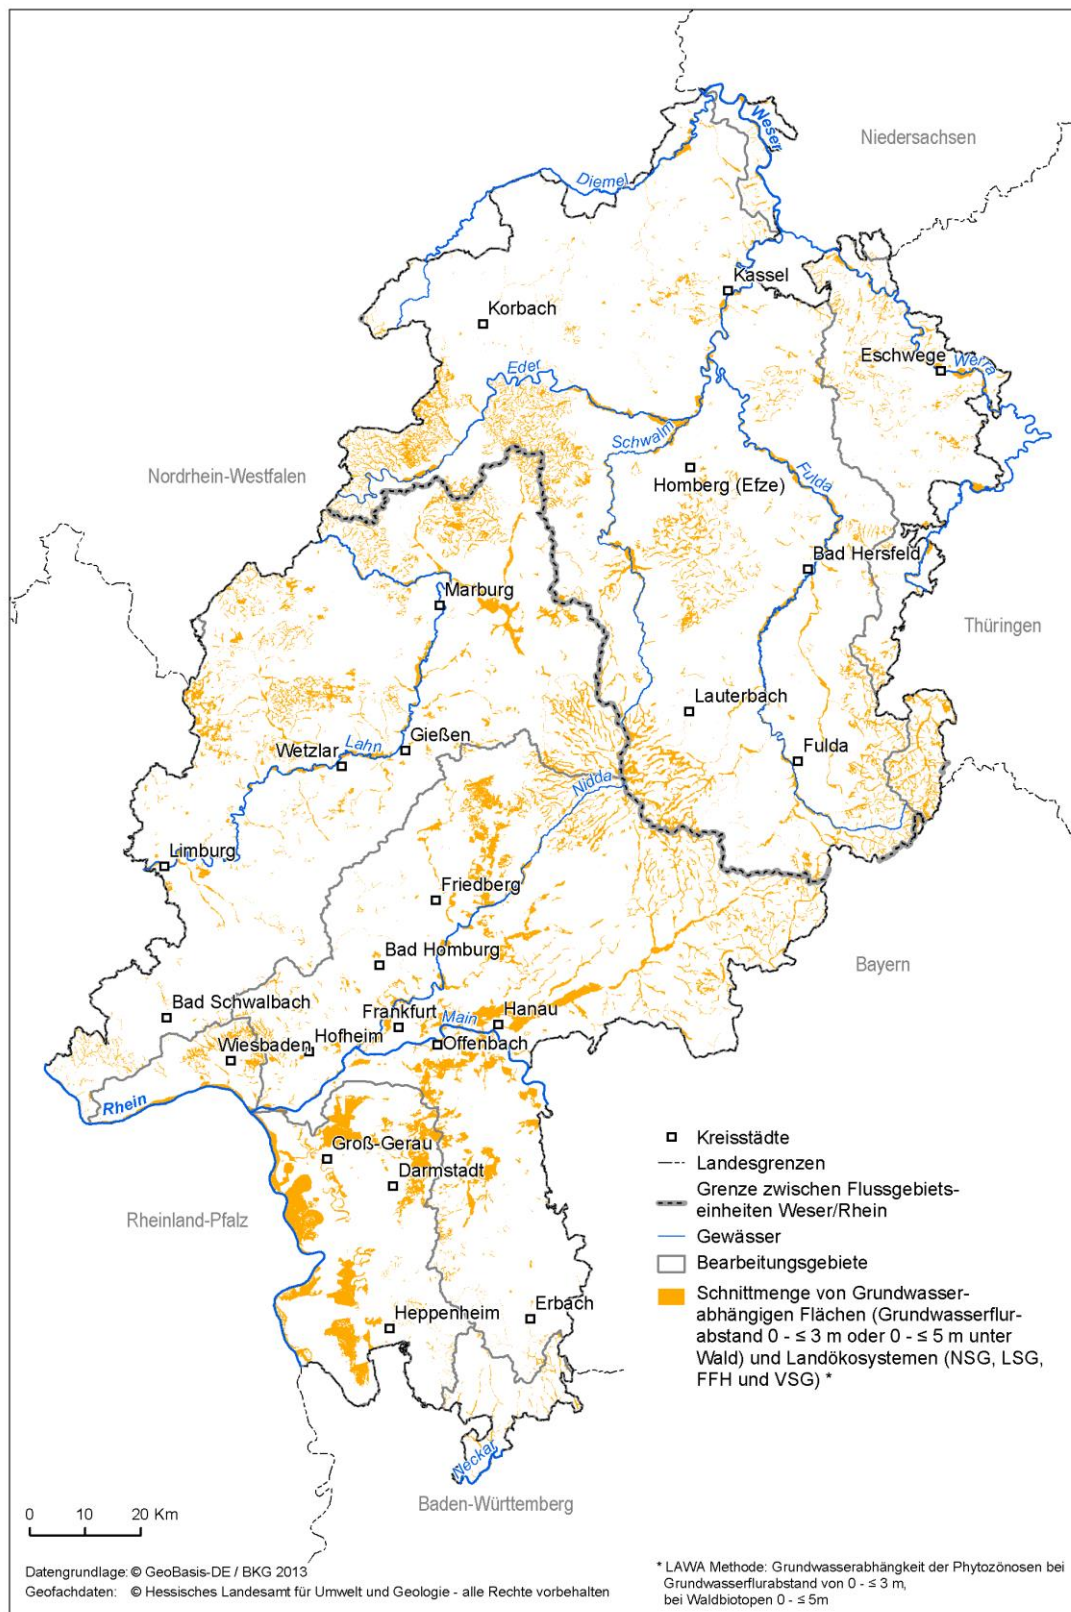 Niedersachsen
Weser
Diemel
Kassel
Korbach
Eschwege
Werra
Eder
Schwalm
Nordrhein-Westfalen
Homberg (Efze)
Fulda
Bad Hersfeld
Marburg
Thüringen
Lauterbach
Gießen
Lahn
Wetzlar
Fulda
Nidda
Limburg
Friedberg
Bad Homburg
Bayern
Bad Schwalbach
Frankfurt
Main
Hanau
Hofheim
Wiesbaden
Offenbach
Rhein
Groß-Gerau
Darmstadt
Rheinland-Pfalz
Heppenheim
Erbach
Neckar
Baden-Württemberg
Kreisstädte
Landesgrenzen
Grenze zwischen Flussgebiets-
einheiten Weser/Rhein
Gewässer
Bearbeitungsgebiete
Schnittmenge von Grundwasser-
abhängigen Flächen (Grundwasserflur-
abstand 0 - ≤ 3 m oder 0 - ≤ 5 m unter
Wald) und Landökosystemen (NSG, LSG,
FFH und VSG) *
0 10 20 Km
Datengrundlage: © GeoBasis-DE / BKG 2013
Geofachdaten: © Hessisches Landesamt für Umwelt und Geologie - alle Rechte vorbehalten
* LAWA Methode: Grundwasserabhängkeit der Phytozönosen bei
Grundwasserflurabstand von 0 - ≤ 3 m,
bei Waldbiotopen 0 - ≤ 5m